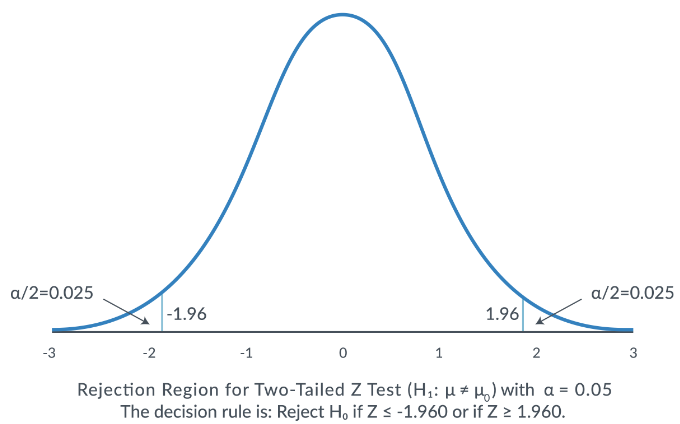 α/2=0.025
-1.96
1.96
α/2=0.025
-3 -2 -1 0 1 2 3
Rejection Region for Two-Tailed Z Test (H₁: μ ≠ μ₀) with α = 0.05
The decision rule is: Reject H₀ if Z ≤ -1.960 or if Z ≥ 1.960.